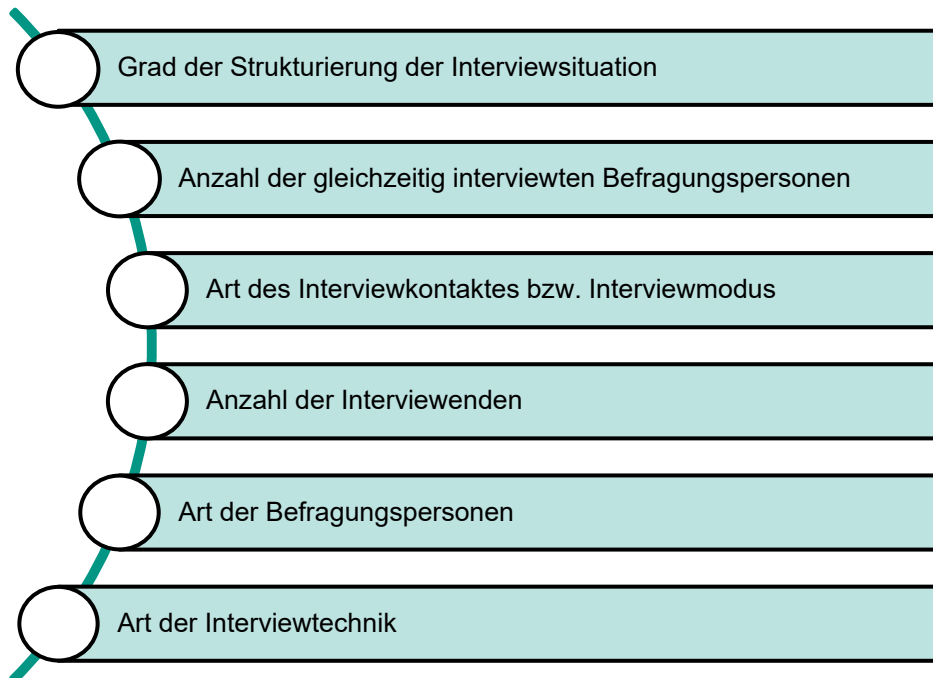 Grad der Strukturierung der Interviewsituation
Anzahl der gleichzeitig interviewten Befragungspersonen
Art des Interviewkontaktes bzw. Interviewmodus
Anzahl der Interviewenden
Art der Befragungspersonen
Art der Interviewtechnik